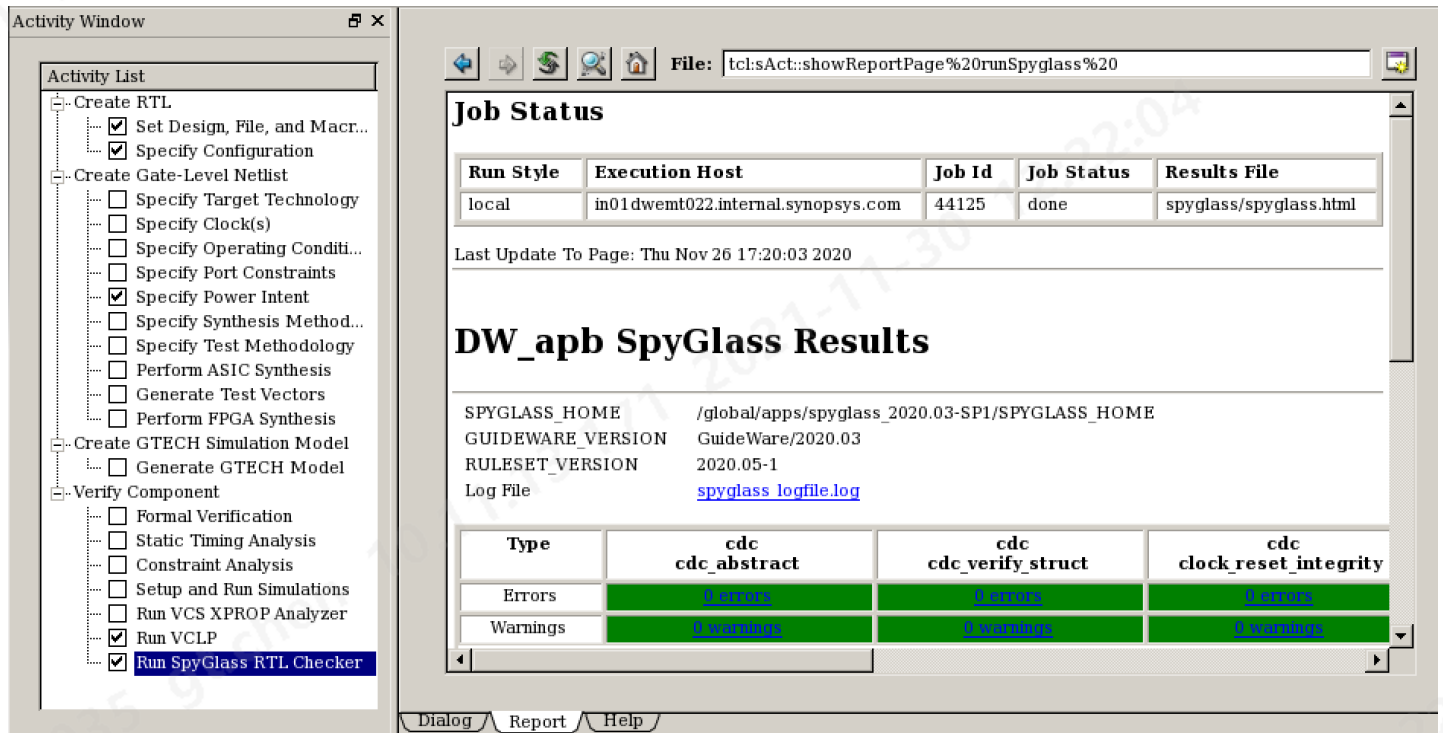 Activity Window
Activity List
Create RTL
Set Design, File, and Macr...
Specify Configuration
Create Gate-Level Netlist
Specify Target Technology
Specify Clock(s)
Specify Operating Conditi...
Specify Port Constraints
Specify Power Intent
Specify Synthesis Method...
Specify Test Methodology
Perform ASIC Synthesis
Generate Test Vectors
Perform FPGA Synthesis
Create GTECH Simulation Model
Generate GTECH Model
Verify Component
Formal Verification
Static Timing Analysis
Constraint Analysis
Setup and Run Simulations
Run VCS XPROP Analyzer
Run VCLP
Run SpyGlass RTL Checker
File: tcl:sAct::showReportPage%20runSpyglass%20
Job Status
Run Style Execution Host Job Id Job Status Results File
local in01dwemt022.internal.synopsys.com 44125 done spyglass/spyglass.html
Last Update To Page: Thu Nov 26 17:20:03 2020
DW_apb SpyGlass Results
SPYGLASS_HOME /global/apps/spyglass_2020.03-SP1/SPYGLASS_HOME
GUIDEWARE_VERSION GuideWare/2020.03
RULESET_VERSION 2020.05-1
Log File spyglass_logfile.log
Type cdc cdc cdc
cdc_abstract cdc_verify_struct clock_reset_integrity
Errors 0 errors 0 errors 0 errors
Warnings 0 warnings 0 warnings 0 warnings
Dialog Report Help